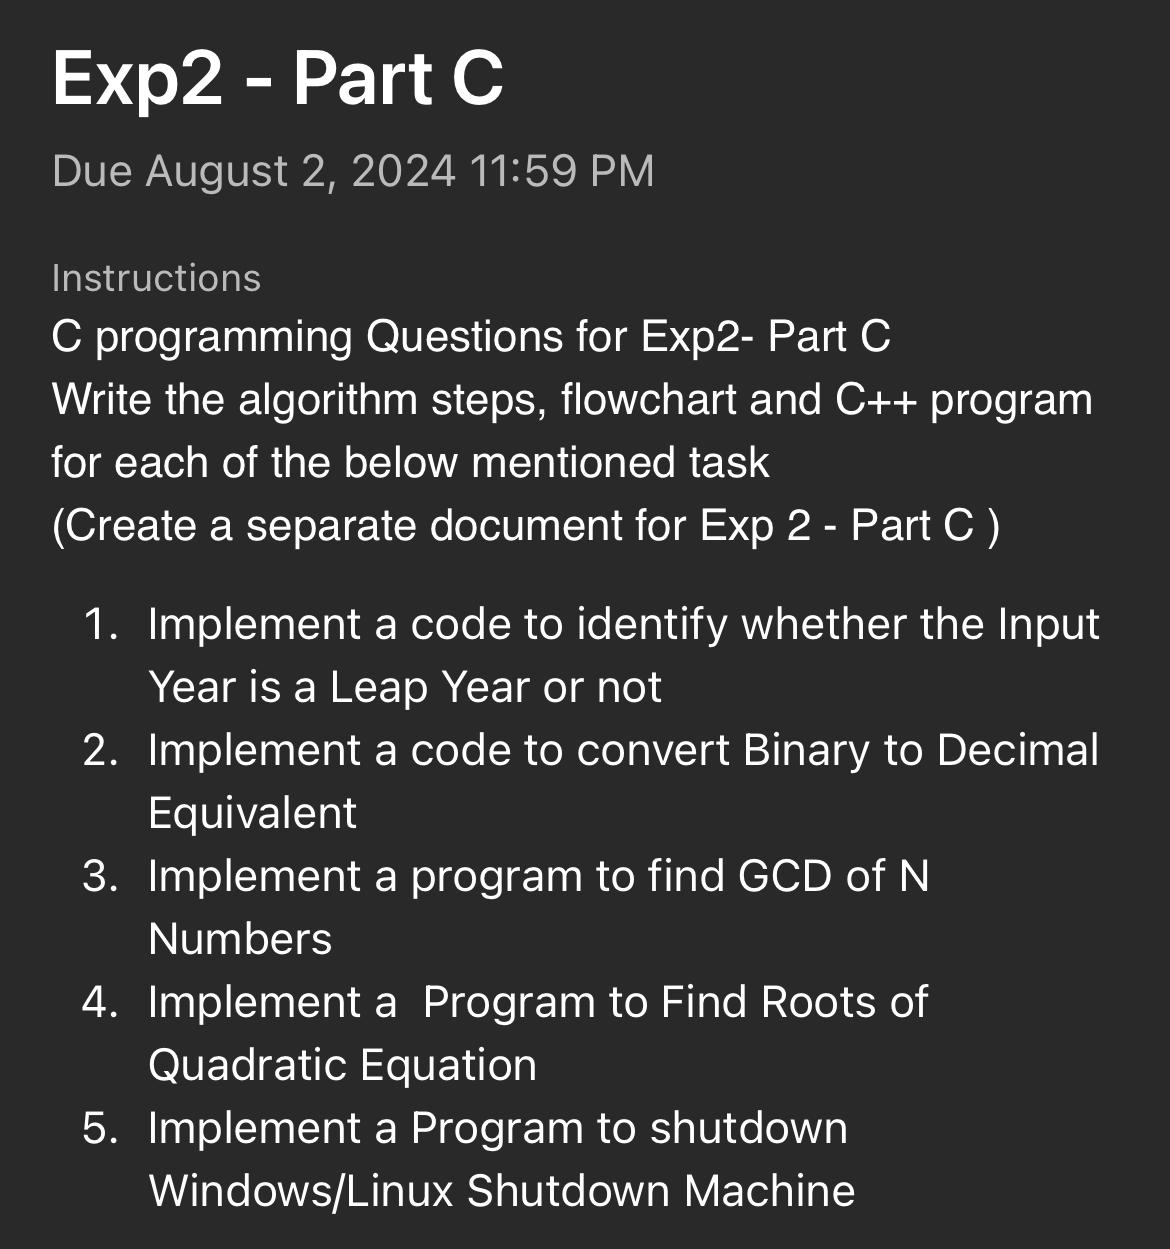 Exp2 - Part C
Due August 2, 2024 11:59 PM
Instructions
C programming Questions for Exp2- Part C
Write the algorithm steps, flowchart and C++ program
for each of the below mentioned task
(Create a separate document for Exp 2 - Part C )
1. Implement a code to identify whether the Input
Year is a Leap Year or not
2. Implement a code to convert Binary to Decimal
Equivalent
3. Implement a program to find GCD of N
Numbers
4. Implement a  Program to Find Roots of
Quadratic Equation
5. Implement a Program to shutdown
Windows/Linux Shutdown Machine